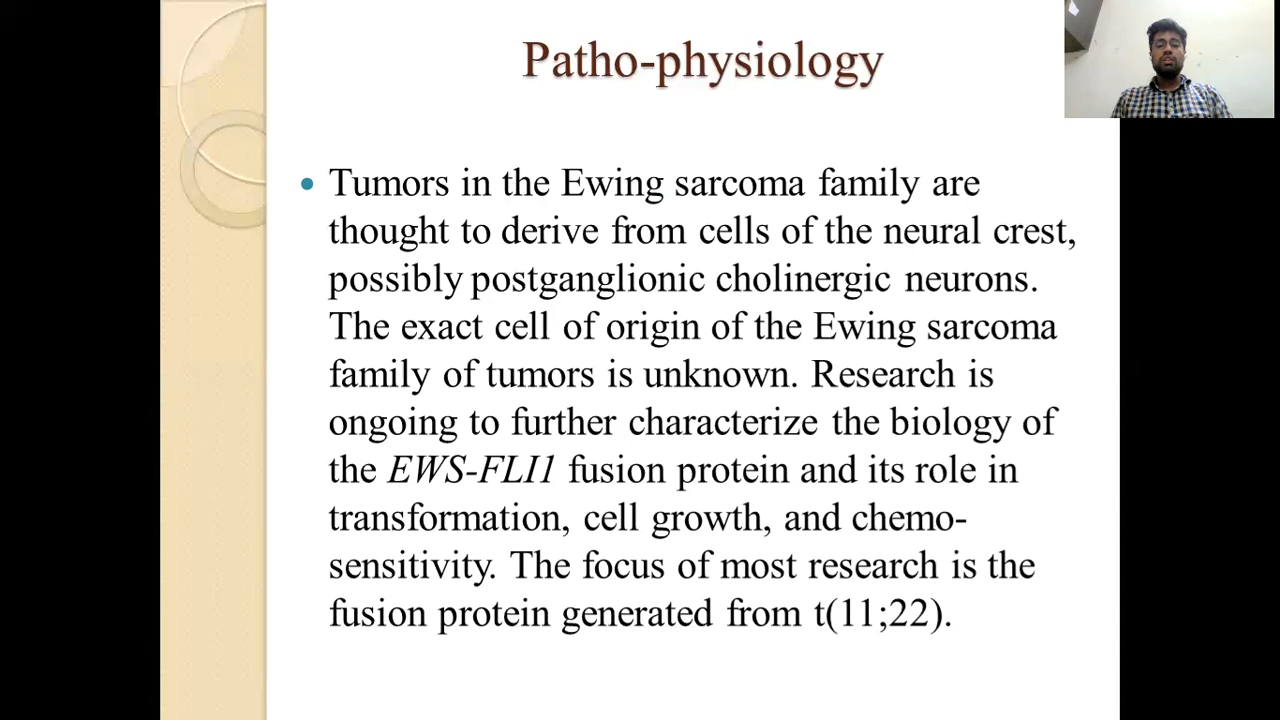 Patho-physiology
• Tumors in the Ewing sarcoma family are
thought to derive from cells of the neural crest,
possibly postganglionic cholinergic neurons.
The exact cell of origin of the Ewing sarcoma
family of tumors is unknown. Research is
ongoing to further characterize the biology of
the EWS-FLI1 fusion protein and its role in
transformation, cell growth, and chemo-
sensitivity. The focus of most research is the
fusion protein generated from t(11;22).